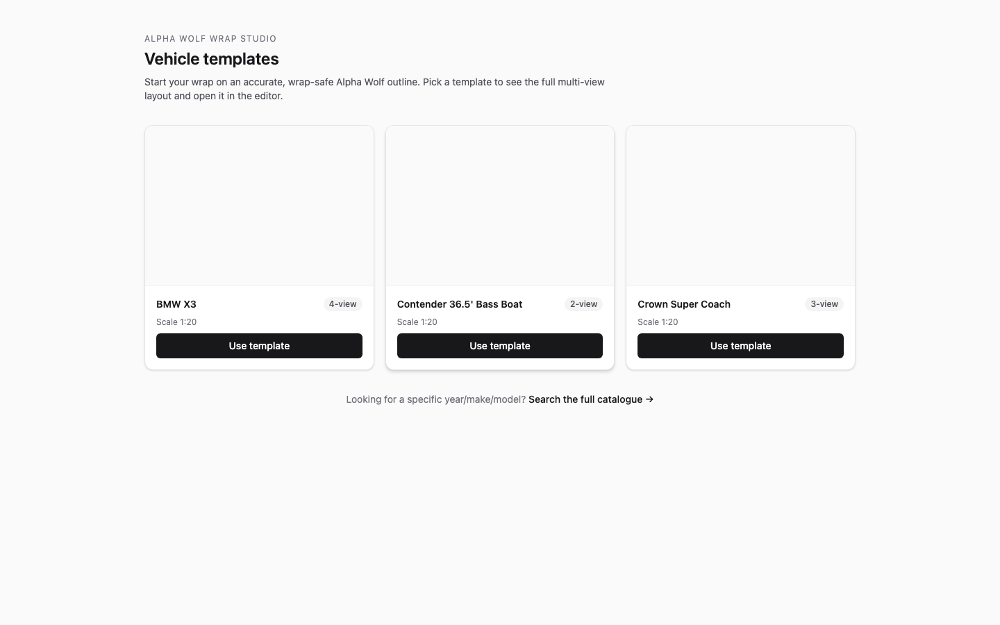 ALPHA WOLF WRAP STUDIO
Vehicle templates
Start your wrap on an accurate, wrap-safe Alpha Wolf outline. Pick a template to see the full multi-view
layout and open it in the editor.
BMW X3
4-view
Scale 1:20
Use template
Contender 36.5' Bass Boat
2-view
Scale 1:20
Use template
Crown Super Coach
3-view
Scale 1:20
Use template
Looking for a specific year/make/model? Search the full catalogue →